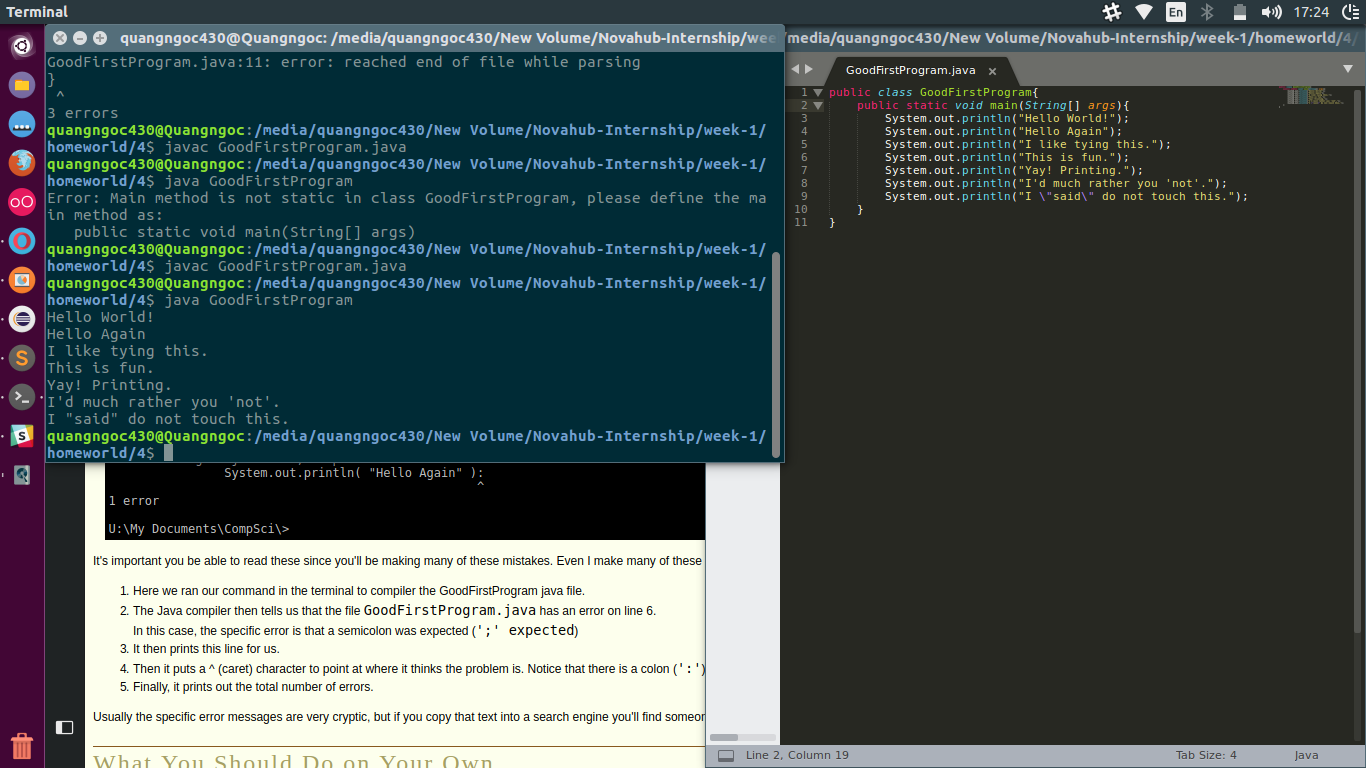 Terminal
En
17:24
quangngoc430@Quangngoc: /media/quangngoc430/New Volume/Novahub-Internship/wee
GoodFirstProgram.java:11: error: reached end of file while parsing
}
^
3 errors
quangngoc430@Quangngoc:/media/quangngoc430/New Volume/Novahub-Internship/week-1/
homeworld/4$ javac GoodFirstProgram.java
quangngoc430@Quangngoc:/media/quangngoc430/New Volume/Novahub-Internship/week-1/
homeworld/4$ java GoodFirstProgram
Error: Main method is not static in class GoodFirstProgram, please define the ma
in method as:
public static void main(String[] args)
quangngoc430@Quangngoc:/media/quangngoc430/New Volume/Novahub-Internship/week-1/
homeworld/4$ javac GoodFirstProgram.java
quangngoc430@Quangngoc:/media/quangngoc430/New Volume/Novahub-Internship/week-1/
homeworld/4$ java GoodFirstProgram
Hello World!
Hello Again
I like tying this.
This is fun.
Yay! Printing.
I'd much rather you 'not'.
I "said" do not touch this.
quangngoc430@Quangngoc:/media/quangngoc430/New Volume/Novahub-Internship/week-1/
homeworld/4$
/media/quangngoc430/New Volume/Novahub-Internship/week-1/homeworld/4/
GoodFirstProgram.java ×
1 public class GoodFirstProgram{
2 public static void main(String[] args){
3 System.out.println("Hello World!");
4 System.out.println("Hello Again");
5 System.out.println("I like tying this.");
6 System.out.println("This is fun.");
7 System.out.println("Yay! Printing.");
8 System.out.println("I'd much rather you 'not'.");
9 System.out.println("I \"said\" do not touch this.");
10 }
11 }
System.out.println( "Hello Again" ):
^
1 error
U:\My Documents\CompSci\>
It's important you be able to read these since you'll be making many of these mistakes. Even I make many of these
1. Here we ran our command in the terminal to compiler the GoodFirstProgram java file.
2. The Java compiler then tells us that the file GoodFirstProgram.java has an error on line 6.
In this case, the specific error is that a semicolon was expected (';' expected)
3. It then prints this line for us.
4. Then it puts a ^ (caret) character to point at where it thinks the problem is. Notice that there is a colon (':')
5. Finally, it prints out the total number of errors.
Usually the specific error messages are very cryptic, but if you copy that text into a search engine you'll find someon
What You Should Do on Your Own
Line 2, Column 19
Tab Size: 4
Java